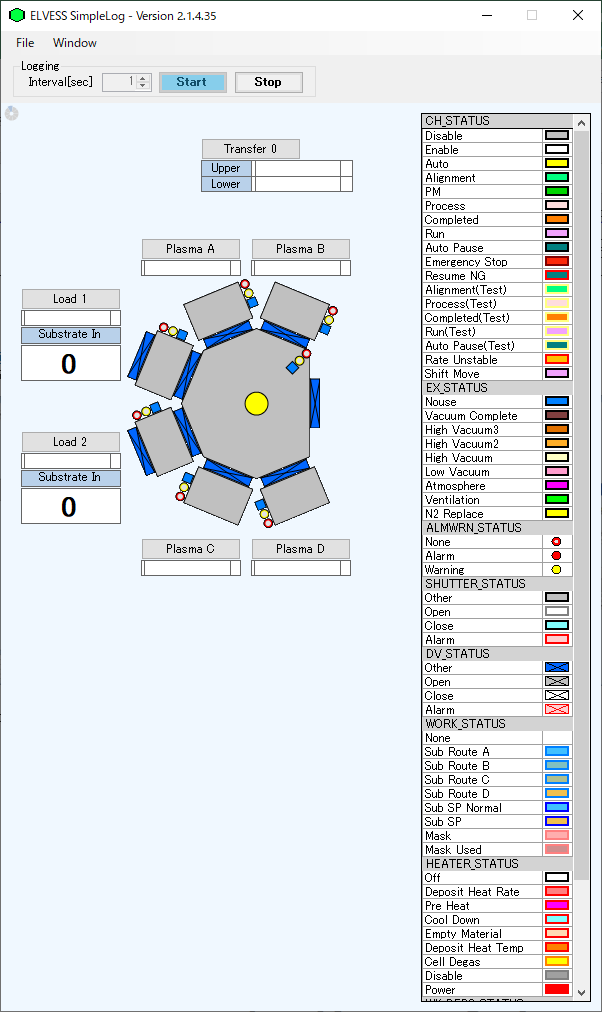 ELVESS SimpleLog - Version 2.1.4.35
File Window
Logging
Interval[sec] 1 Start Stop
Transfer 0
Upper
Lower
Plasma A
Plasma B
Load 1
Substrate In
0
Load 2
Substrate In
0
Plasma C
Plasma D
CH_STATUS
Disable
Enable
Auto
Alignment
PM
Process
Completed
Run
Auto Pause
Emergency Stop
Resume NG
Alignment(Test)
Process(Test)
Completed(Test)
Run(Test)
Auto Pause(Test)
Rate Unstable
Shift Move
EX_STATUS
Nouse
Vacuum Complete
High Vacuum3
High Vacuum2
High Vacuum
Low Vacuum
Atmosphere
Ventilation
N2 Replace
ALMWRN_STATUS
None
Alarm
Warning
SHUTTER_STATUS
Other
Open
Close
Alarm
DV_STATUS
Other
Open
Close
Alarm
WORK_STATUS
None
Sub Route A
Sub Route B
Sub Route C
Sub Route D
Sub SP Normal
Sub SP
Mask
Mask Used
HEATER_STATUS
Off
Deposit Heat Rate
Pre Heat
Cool Down
Empty Material
Deposit Heat Temp
Cell Degas
Disable
Power